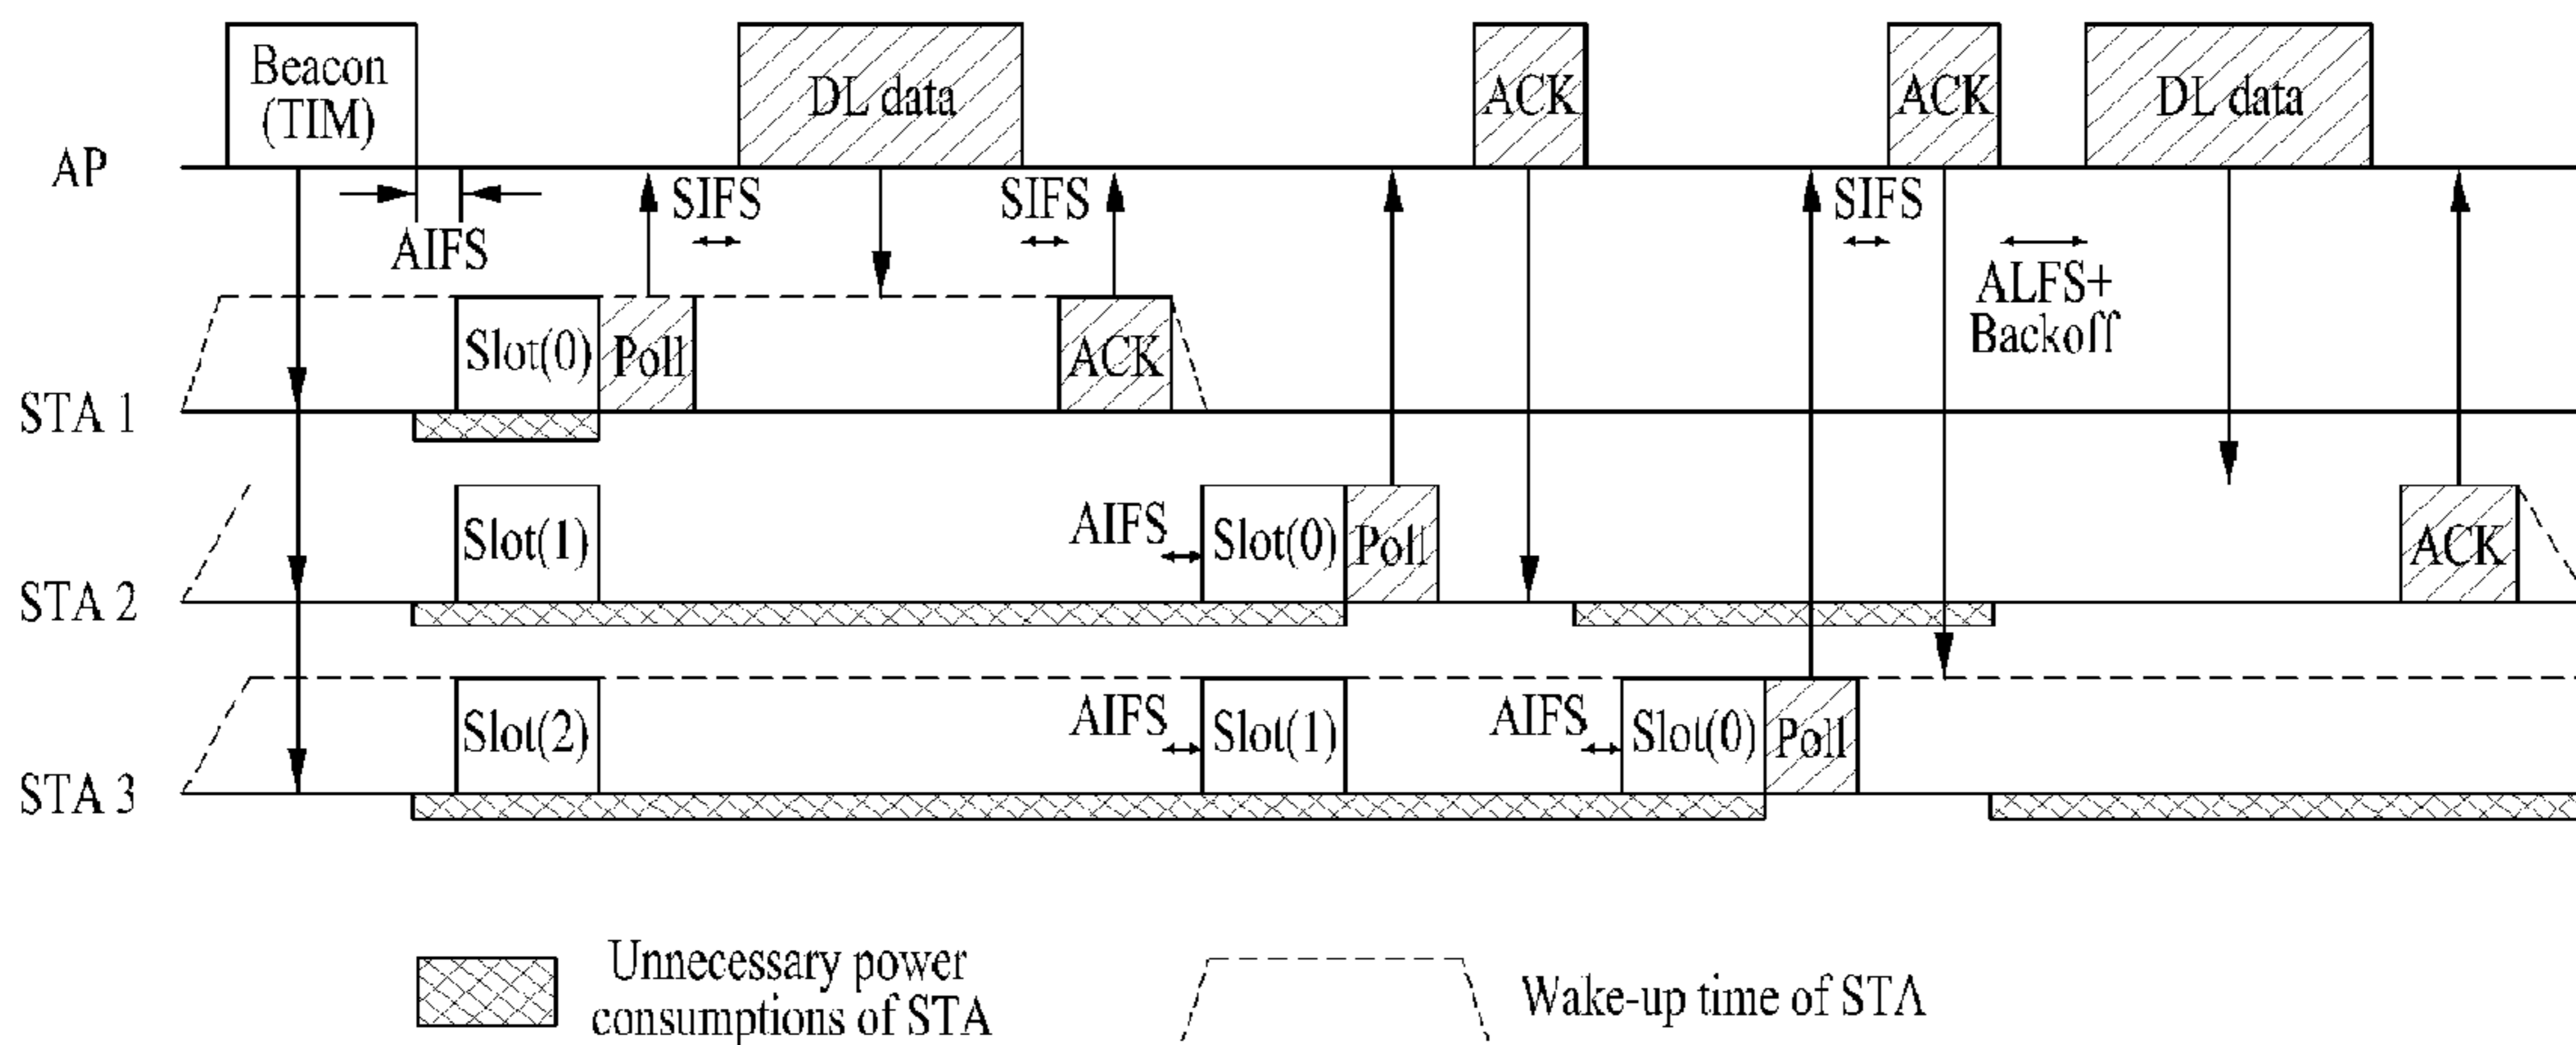 Beacon
(TIM)
DL data
ACK
ACK
DL data
AP
SIFS
SIFS
SIFS
AIFS
ALFS+
Backoff
Slot(0)
Poll
ACK
STA 1
Slot(1)
AIFS
Slot(0)
Poll
ACK
STA 2
Slot(2)
AIFS
Slot(1)
AIFS
Slot(0)
Poll
STA 3
Unnecessary power
consumptions of STA
Wake-up time of STA